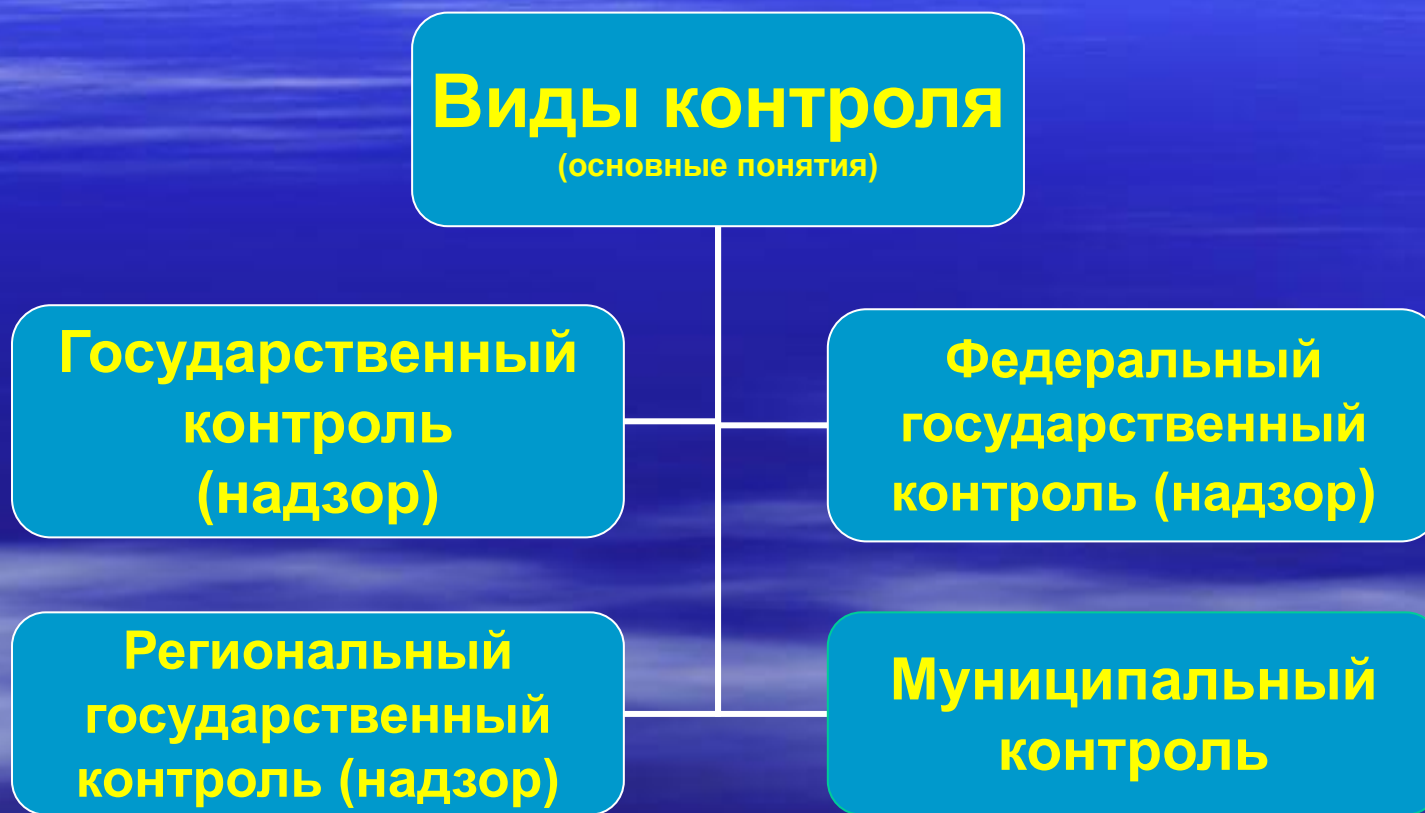 Виды контроля
(основные понятия)
Государственный
контроль
(надзор)
Федеральный
государственный
контроль (надзор)
Региональный
государственный
контроль (надзор)
Муниципальный
контроль